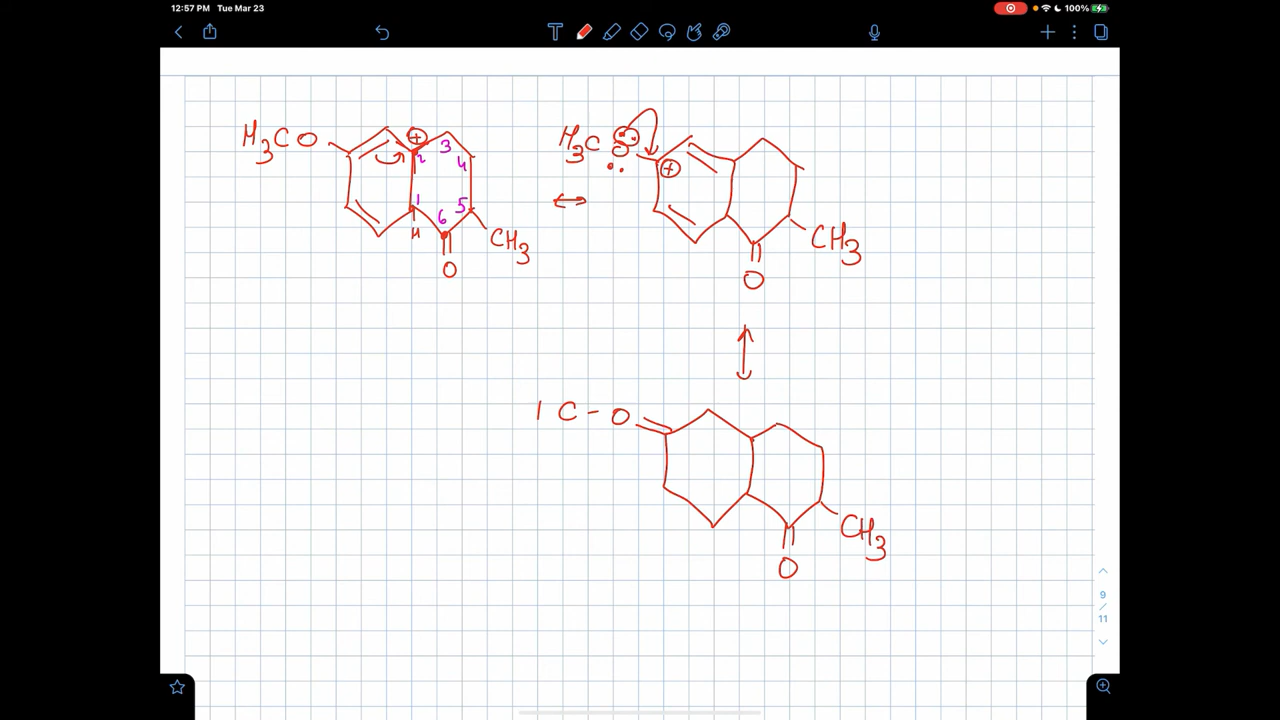 12:57 PM Tue Mar 23
100%
T
H₃C O
⊕
2
3
4
1
5
6
H
O
CH₃
H₃C O
⊕
O
CH₃
C - O
O
CH₃
9
/
11